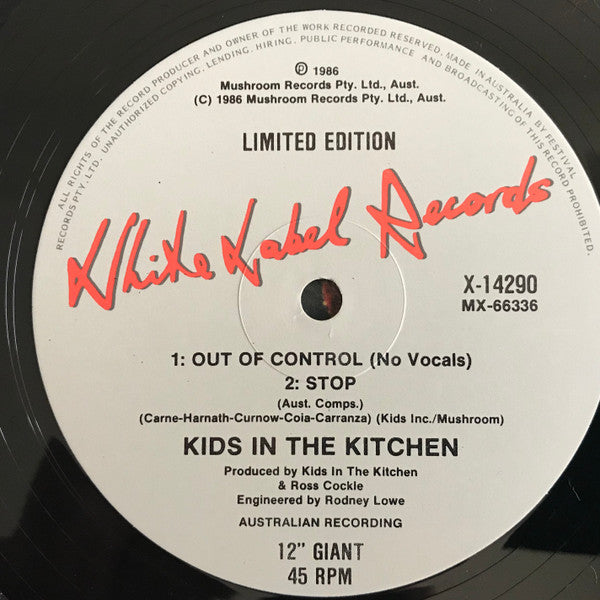 ALL RIGHTS OF THE RECORD PRODUCER AND OWNER OF THE WORK RECORDED RESERVED. MADE IN AUSTRALIA BY FESTIVAL
RECORDS PTY. LTD. UNAUTHORIZED COPYING, LENDING, HIRING, PUBLIC PERFORMANCE AND BROADCASTING OF THIS RECORD PROHIBITED.
℗ 1986
Mushroom Records Pty. Ltd., Aust.
(C) 1986 Mushroom Records Pty. Ltd., Aust.
LIMITED EDITION
White Label Records
X-14290
MX-66336
1: OUT OF CONTROL (No Vocals)
2: STOP
(Aust. Comps.)
(Carne-Harnath-Curnow-Coia-Carranza) (Kids Inc./Mushroom)
KIDS IN THE KITCHEN
Produced by Kids In The Kitchen
& Ross Cockle
Engineered by Rodney Lowe
AUSTRALIAN RECORDING
12” GIANT
45 RPM